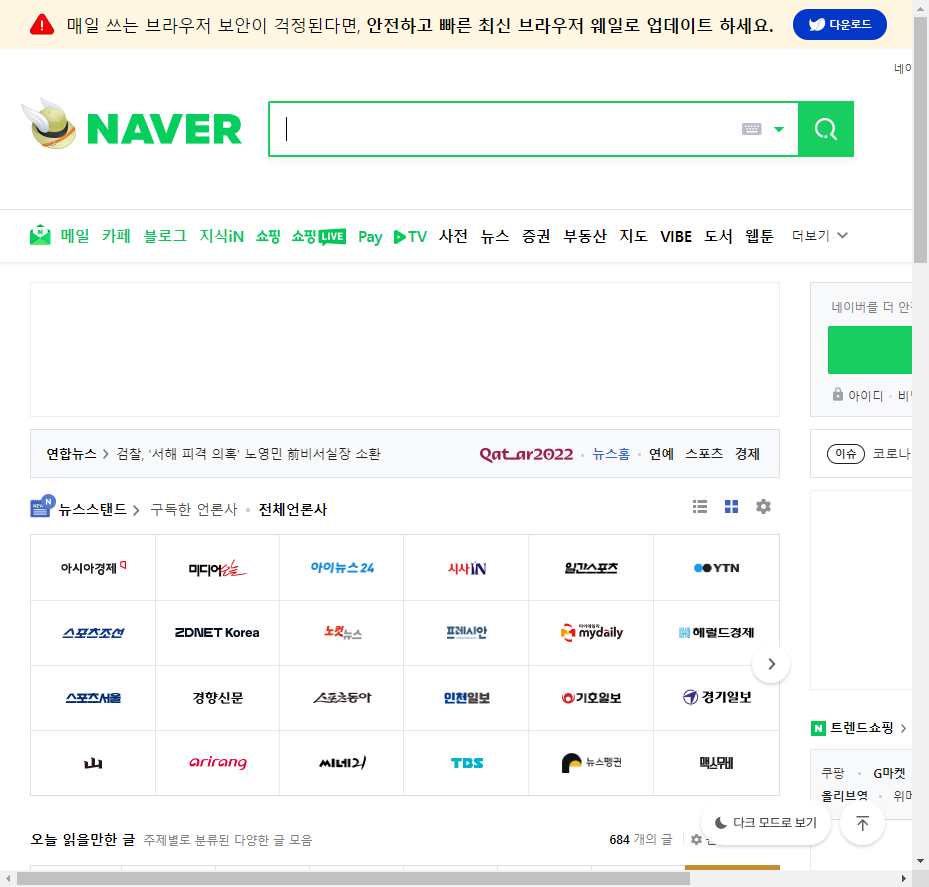 매일 쓰는 브라우저 보안이 걱정된다면, 안전하고 빠른 최신 브라우저 웨일로 업데이트 하세요. 다운로드
네이
NAVER
메일 카페 블로그 지식iN 쇼핑 쇼핑LIVE Pay TV 사전 뉴스 증권 부동산 지도 VIBE 도서 웹툰 더보기
네이버를 더 안
아이디 · 비
연합뉴스 > 검찰, '서해 피격 의혹' 노영민 前비서실장 소환 Qatar2022 · 뉴스홈 · 연예 스포츠 경제
이슈 코로나
뉴스스탠드 > 구독한 언론사 · 전체언론사
아시아경제 미디어오늘 아이뉴스24 시사IN 일간스포츠 YTN
스포츠조선 ZDNET Korea 노컷뉴스 프레시안 마이데일리 mydaily 헤럴드경제
스포츠서울 경향신문 스포츠동아 인천일보 기호일보 경기일보
산 arirang 씨네21 TBS 뉴스펭귄 맥스무비
N 트렌드쇼핑 >
쿠팡 · G마켓
올리브영 · 위메
다크 모드로 보기
오늘 읽을만한 글 주제별로 분류된 다양한 글 모음 684 개의 글